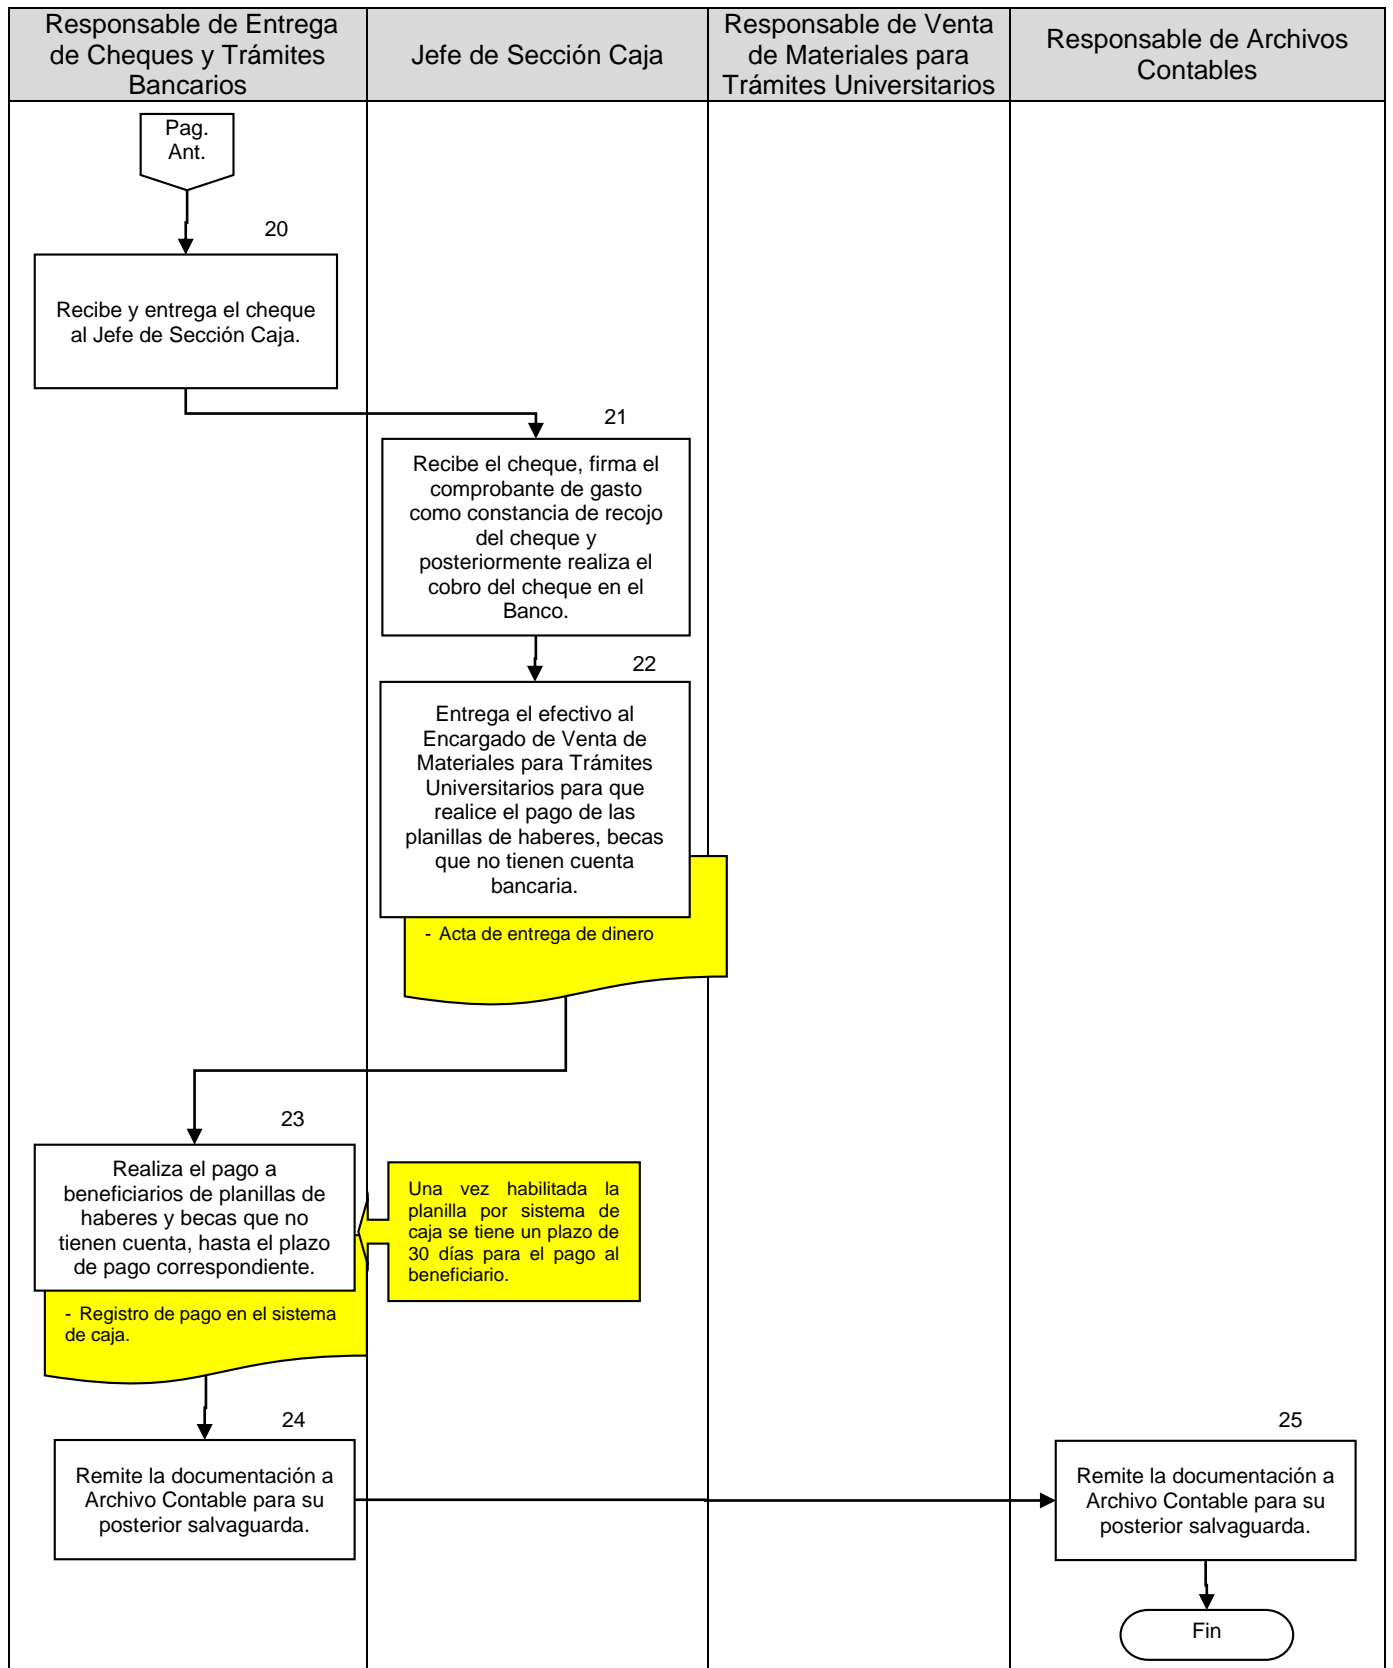 Responsable de Entrega
de Cheques y Trámites
Bancarios
Jefe de Sección Caja
Responsable de Venta
de Materiales para
Trámites Universitarios
Responsable de Archivos
Contables
Pag.
Ant.
20
Recibe y entrega el cheque
al Jefe de Sección Caja.
21
Recibe el cheque, firma el
comprobante de gasto
como constancia de recojo
del cheque y
posteriormente realiza el
cobro del cheque en el
Banco.
22
Entrega el efectivo al
Encargado de Venta de
Materiales para Trámites
Universitarios para que
realice el pago de las
planillas de haberes, becas
que no tienen cuenta
bancaria.
- Acta de entrega de dinero
23
Realiza el pago a
beneficiarios de planillas de
haberes y becas que no
tienen cuenta, hasta el plazo
de pago correspondiente.
Una vez habilitada la
planilla por sistema de
caja se tiene un plazo de
30 días para el pago al
beneficiario.
- Registro de pago en el sistema
de caja.
24
Remite la documentación a
Archivo Contable para su
posterior salvaguarda.
25
Remite la documentación a
Archivo Contable para su
posterior salvaguarda.
Fin